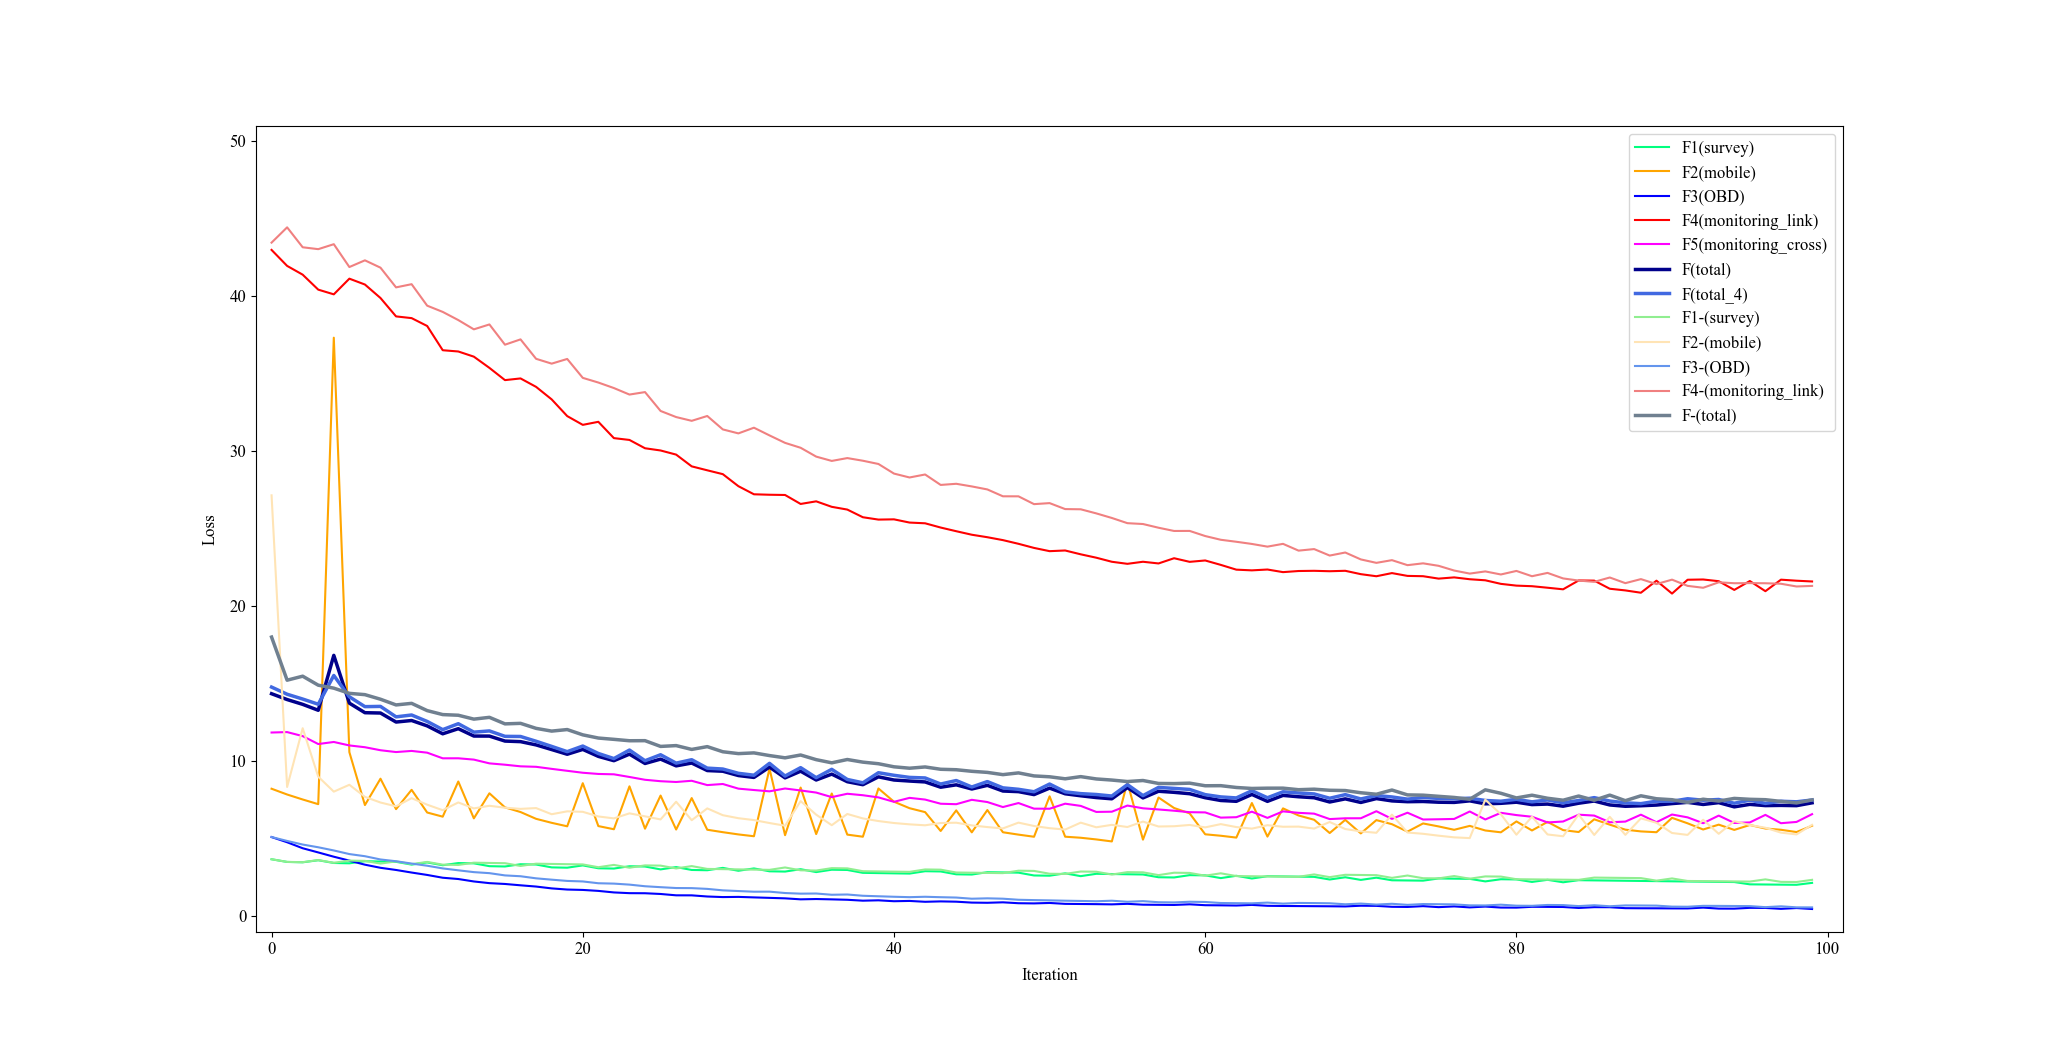 50
40
30
20
10
0
Loss
0 20 40 60 80 100
Iteration
F1(survey)
F2(mobile)
F3(OBD)
F4(monitoring_link)
F5(monitoring_cross)
F(total)
F(total_4)
F1-(survey)
F2-(mobile)
F3-(OBD)
F4-(monitoring_link)
F-(total)